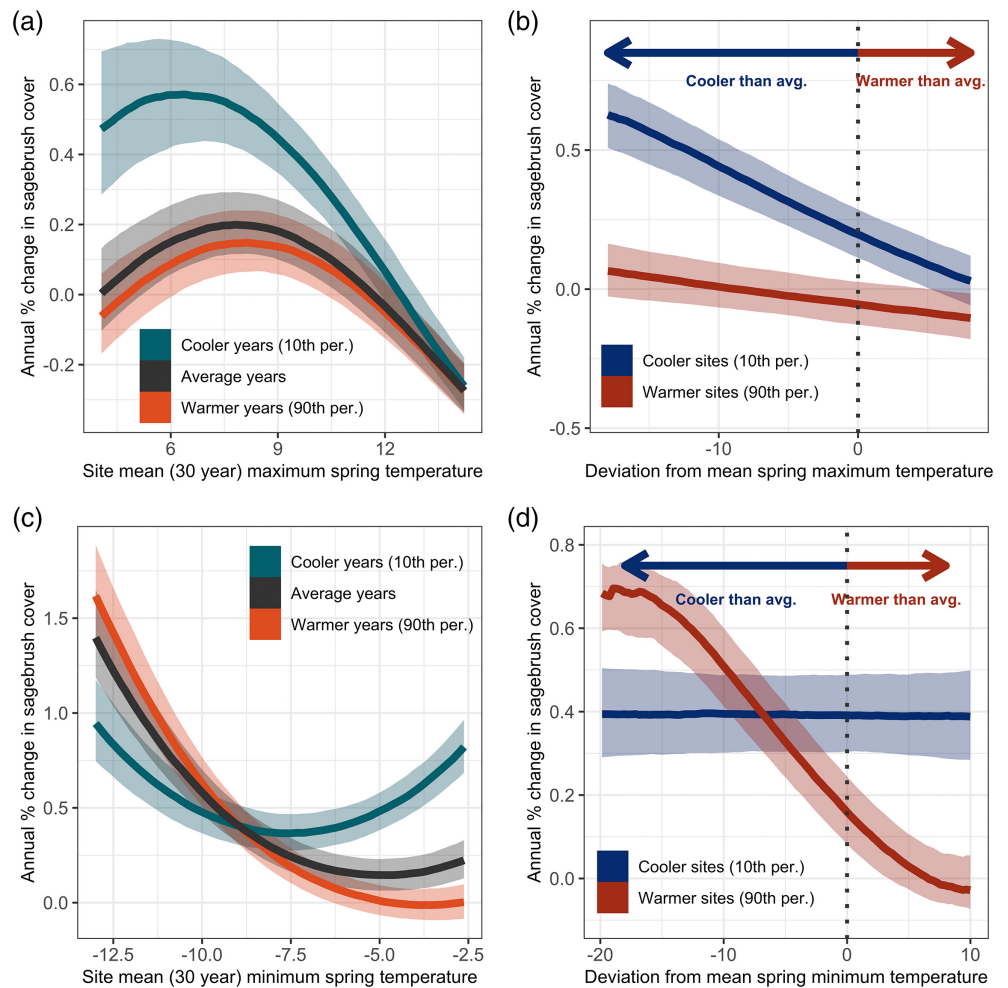 (a)
Annual % change in sagebrush cover
0.6
0.4
0.2
0.0
-0.2
Cooler years (10th per.)
Average years
Warmer years (90th per.)
6 9 12
Site mean (30 year) maximum spring temperature
(b)
Annual % change in sagebrush cover
0.5
0.0
-0.5
Cooler than avg. Warmer than avg.
Cooler sites (10th per.)
Warmer sites (90th per.)
-10 0
Deviation from mean spring maximum temperature
(c)
Annual % change in sagebrush cover
1.5
1.0
0.5
0.0
Cooler years (10th per.)
Average years
Warmer years (90th per.)
-12.5 -10.0 -7.5 -5.0 -2.5
Site mean (30 year) minimum spring temperature
(d)
Annual % change in sagebrush cover
0.8
0.6
0.4
0.2
0.0
Cooler than avg. Warmer than avg.
Cooler sites (10th per.)
Warmer sites (90th per.)
-20 -10 0 10
Deviation from mean spring minimum temperature